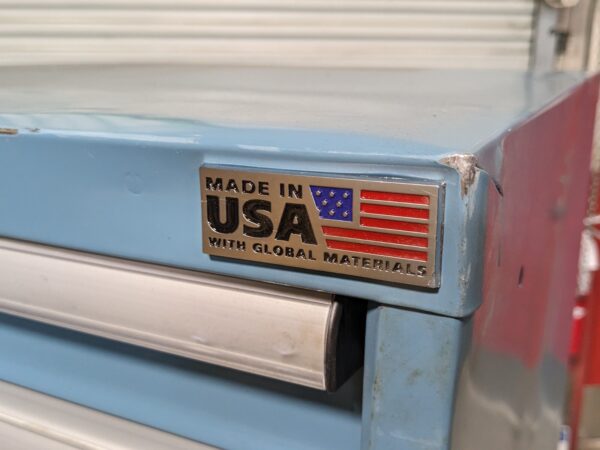 MADE IN
USA
WITH GLOBAL MATERIALS